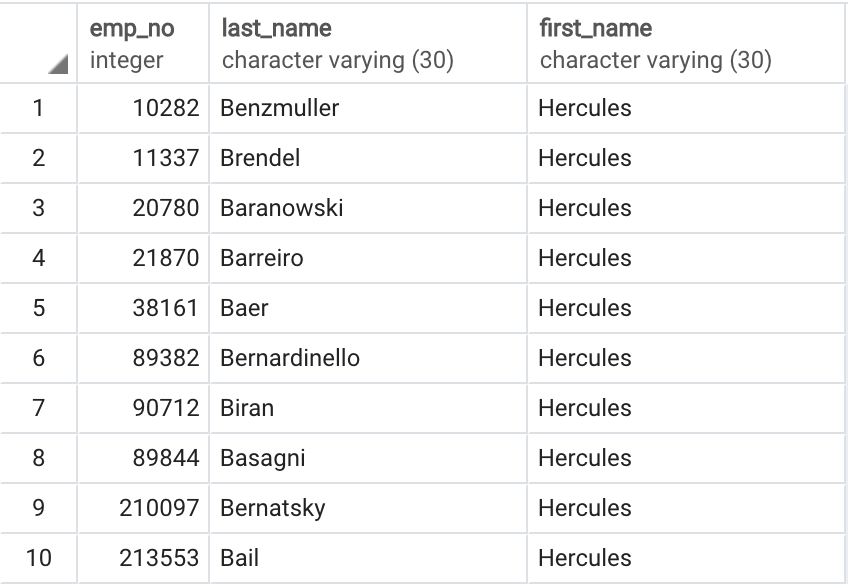 emp_no last_name first_name
integer character varying (30) character varying (30)
1 10282 Benzmuller Hercules
2 11337 Brendel Hercules
3 20780 Baranowski Hercules
4 21870 Barreiro Hercules
5 38161 Baer Hercules
6 89382 Bernardinello Hercules
7 90712 Biran Hercules
8 89844 Basagni Hercules
9 210097 Bernatsky Hercules
10 213553 Bail Hercules